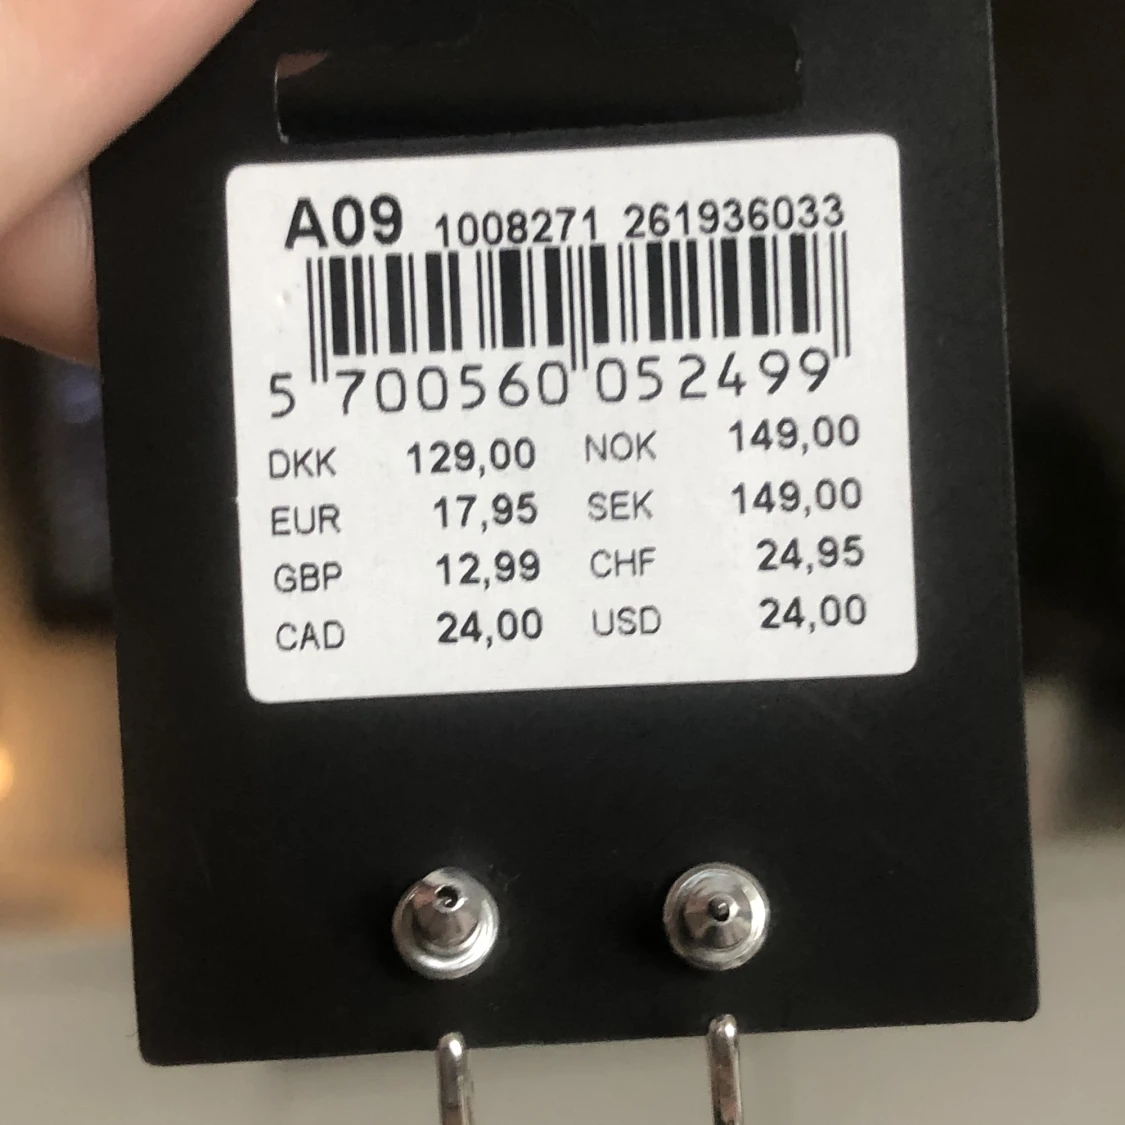 A09 1008271 261936033
5 700560 052499
DKK 129,00 NOK 149,00
EUR 17,95 SEK 149,00
GBP 12,99 CHF 24,95
CAD 24,00 USD 24,00